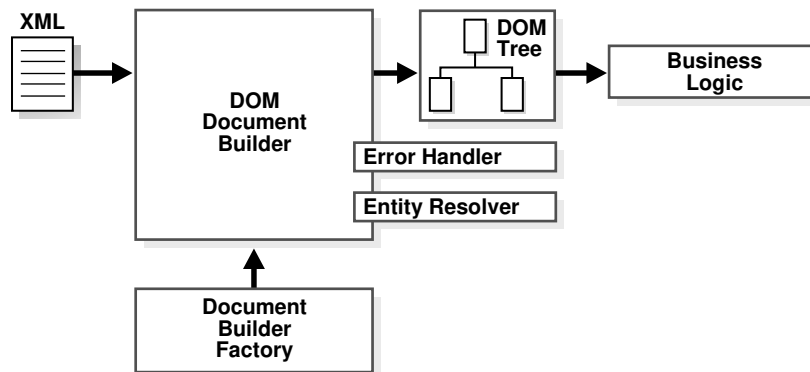 XML
DOM
Document
Builder
DOM
Tree
Business
Logic
Error Handler
Entity Resolver
Document
Builder
Factory